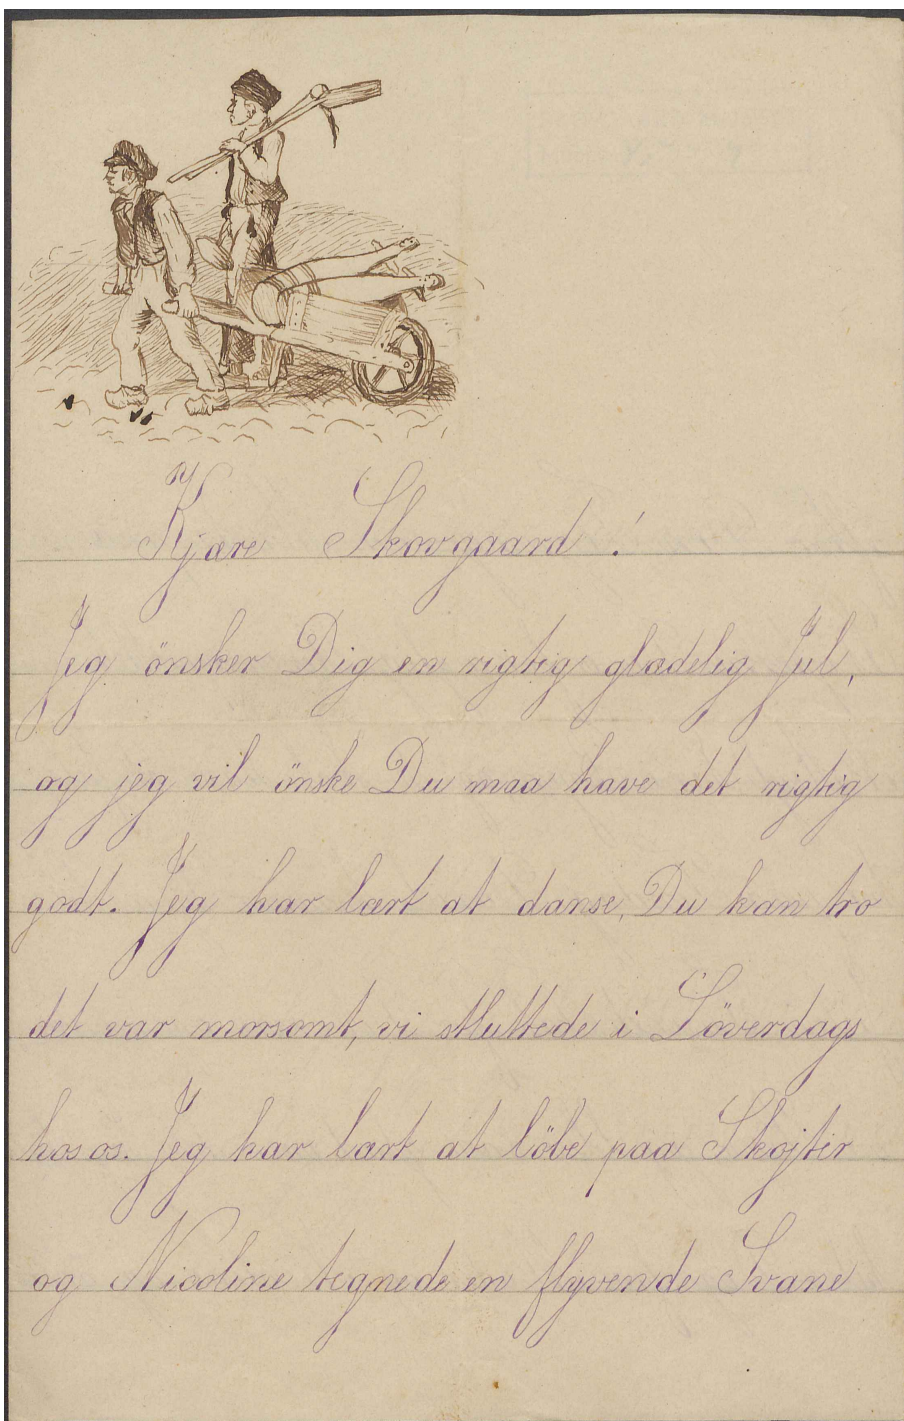 Kjære Skovgaard!
Jeg önsker Dig en rigtig glædelig Jul,
og jeg vil önske Du maa have det rigtig
godt. Jeg har lært at danse, Du kan tro
det var morsomt, vi sluttede i Löverdags
hos os. Jeg har lært at löbe paa Skojter
og Nicoline tegnede en flyvende Svane